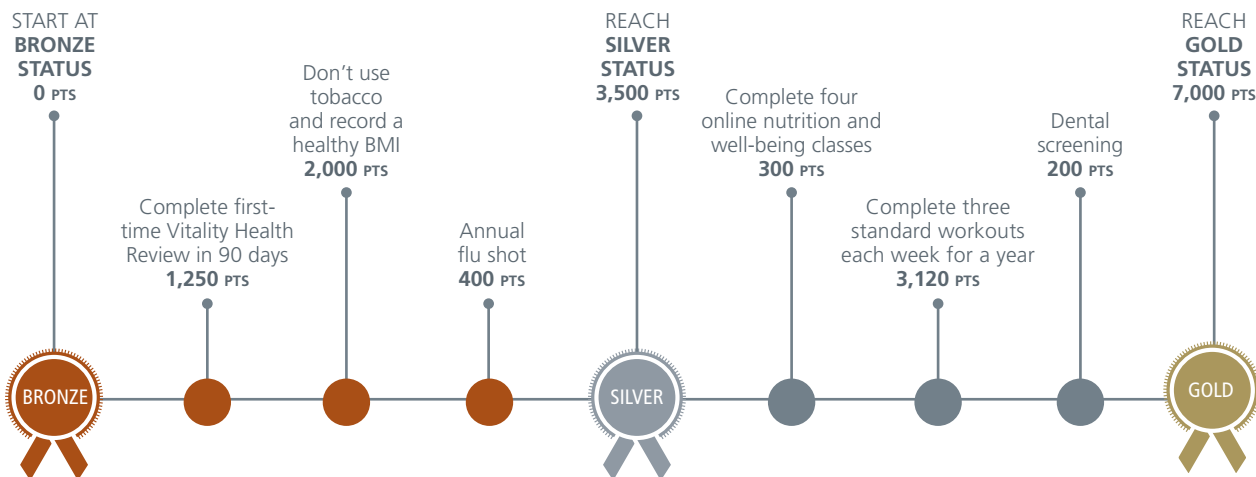 START AT
BRONZE
STATUS
0 PTS
Complete first-
time Vitality Health
Review in 90 days
1,250 PTS
Don’t use
tobacco
and record a
healthy BMI
2,000 PTS
Annual
flu shot
400 PTS
REACH
SILVER
STATUS
3,500 PTS
Complete four
online nutrition and
well-being classes
300 PTS
Complete three
standard workouts
each week for a year
3,120 PTS
Dental
screening
200 PTS
REACH
GOLD
STATUS
7,000 PTS
BRONZE
SILVER
GOLD